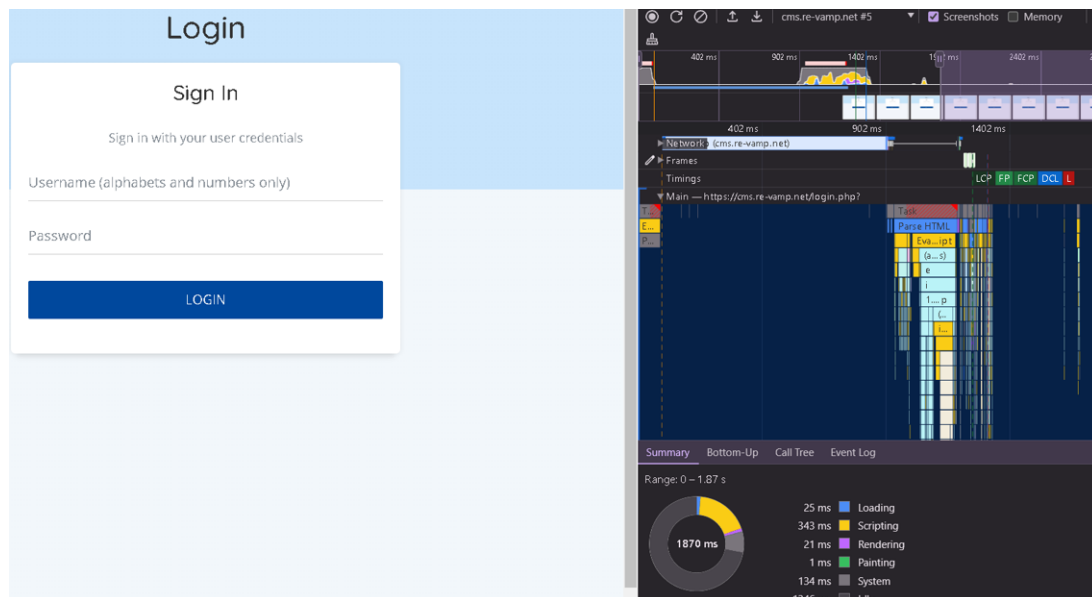 Login
Sign In
Sign in with your user credentials
Username (alphabets and numbers only)
Password
LOGIN
cms.re-vamp.net #5
Screenshots
Memory
402 ms
902 ms
1402 ms
2402 ms
402 ms
902 ms
1402 ms
Network (cms.re-vamp.net)
Frames
Timings
LCP FP FCP DCL L
Main — https://cms.re-vamp.net/login.php?
T...
Task
E...
Parse HTML
P...
Eva...ipt
(a...s)
e
i
1....p
(...
i...
Summary Bottom-Up Call Tree Event Log
Range: 0 – 1.87 s
25 ms Loading
343 ms Scripting
1870 ms
21 ms Rendering
1 ms Painting
134 ms System